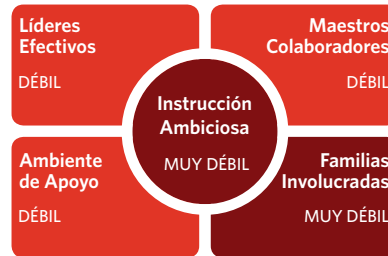 Líderes
Efectivos
DÉBIL
Maestros
Colaboradores
DÉBIL
Instrucción
Ambiciosa
MUY DÉBIL
Ambiente
de Apoyo
DÉBIL
Familias
Involucradas
MUY DÉBIL